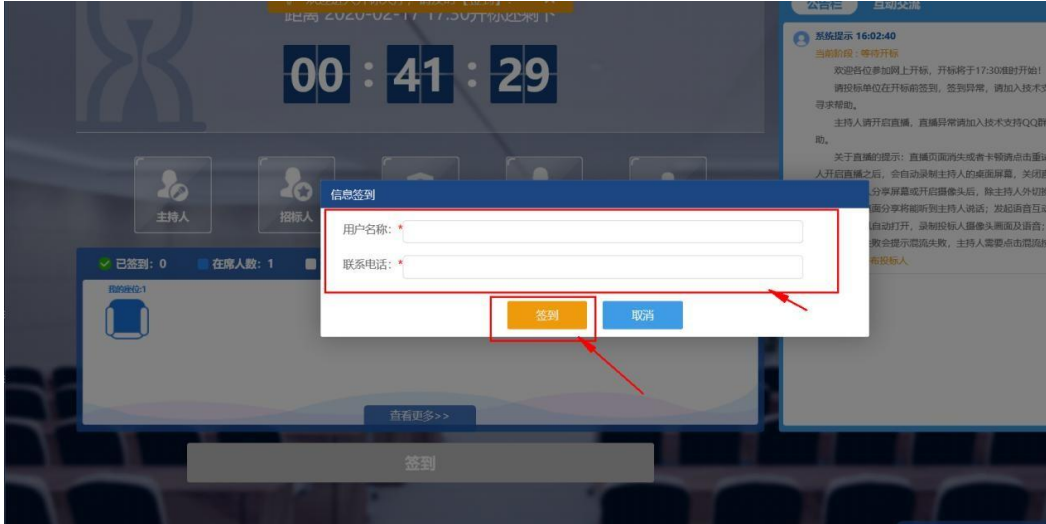 距离 2020-02-17 17:30开标还剩下
00 : 41 : 29
主持人
招标人
已签到：0
在席人数：1
我的座位:1
查看更多>>
签到
信息签到
用户名称：*
联系电话：*
签到
取消
公告栏
互动交流
系统提示 16:02:40
当前阶段：等待开标
欢迎各位参加网上开标，开标将于17:30准时开始！
请投标单位在开标前签到，签到异常，请加入技术支
寻求帮助。
主持人请开启直播，直播异常请加入技术支持QQ群
助。
关于直播的提示：直播页面消失或者卡顿请点击重
人开启直播之后，会自动录制主持人的桌面屏幕，关闭
分享屏幕或开启摄像头后，除主持人外切
面分享将能听到主持人说话；发起语音互
自动打开，录制投标人摄像头画面及语音；
败会提示混流失败，主持人需要点击混流
布投标人